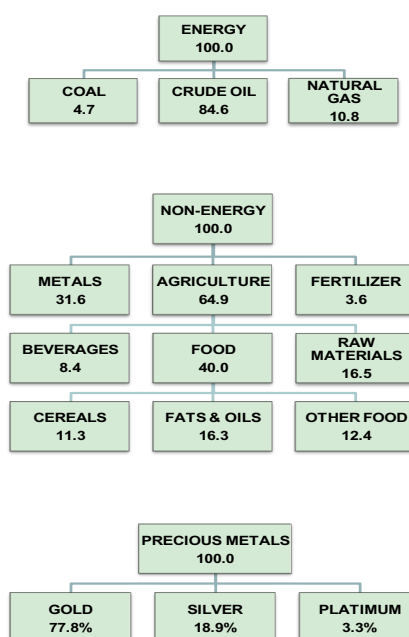 ENERGY
100.0
COAL
4.7
CRUDE OIL
84.6
NATURAL
GAS
10.8
NON-ENERGY
100.0
METALS
31.6
AGRICULTURE
64.9
FERTILIZER
3.6
BEVERAGES
8.4
FOOD
40.0
RAW
MATERIALS
16.5
CEREALS
11.3
FATS & OILS
16.3
OTHER FOOD
12.4
PRECIOUS METALS
100.0
GOLD
77.8%
SILVER
18.9%
PLATIMUM
3.3%